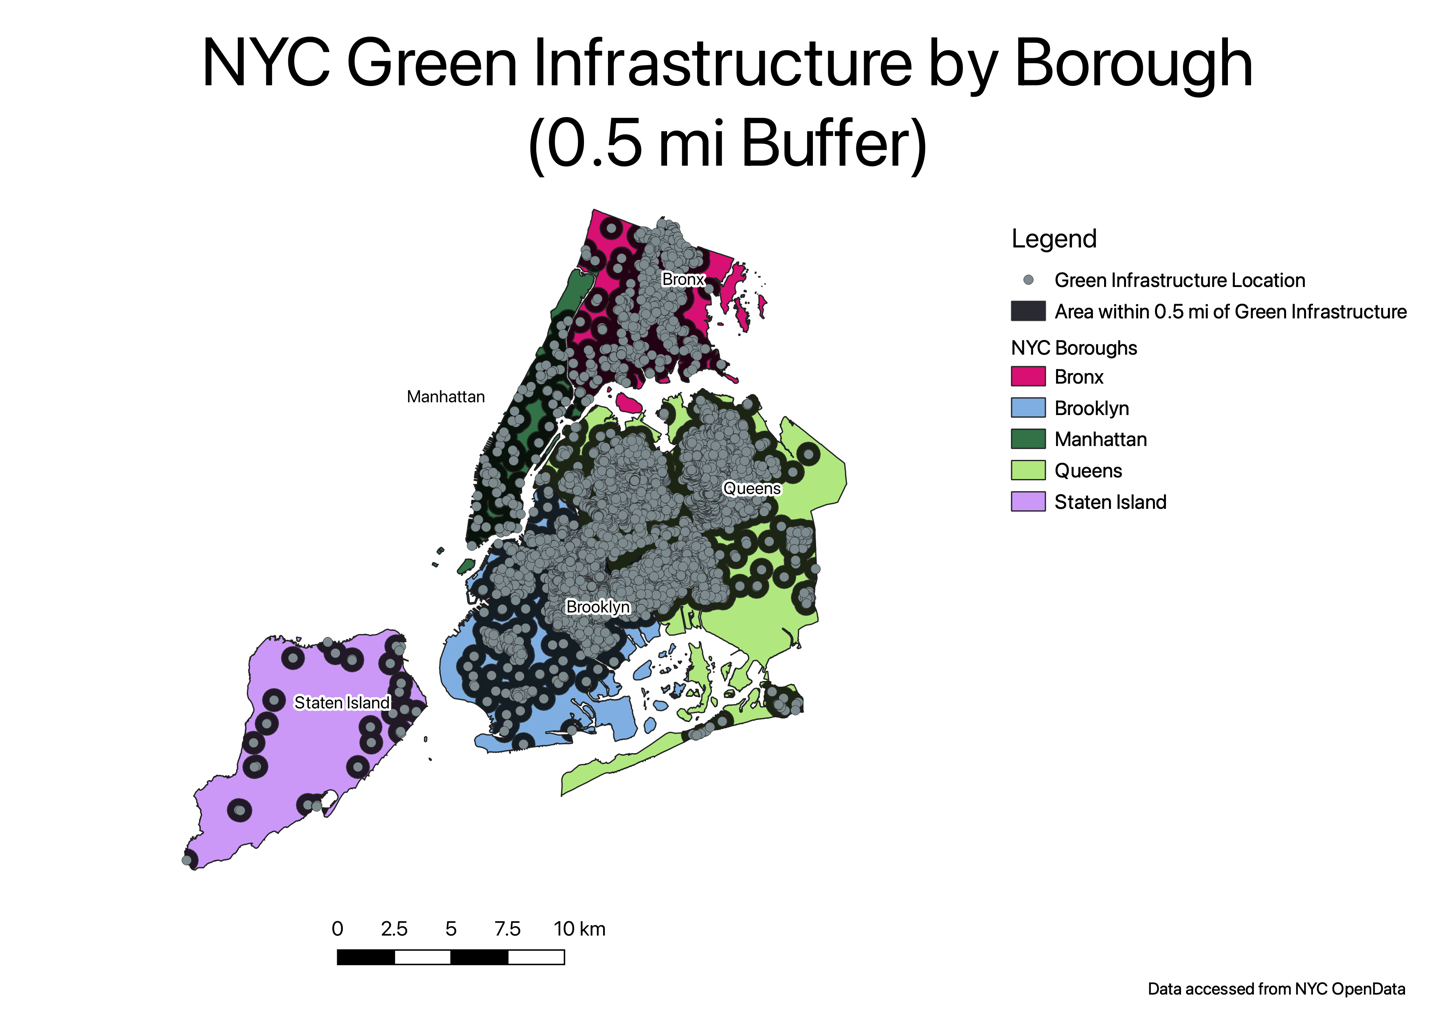 NYC Green Infrastructure by Borough
(0.5 mi Buffer)
Legend
Green Infrastructure Location
Area within 0.5 mi of Green Infrastructure
NYC Boroughs
Bronx
Brooklyn
Manhattan
Queens
Staten Island
Bronx
Manhattan
Queens
Brooklyn
Staten Island
0 2.5 5 7.5 10 km
Data accessed from NYC OpenData